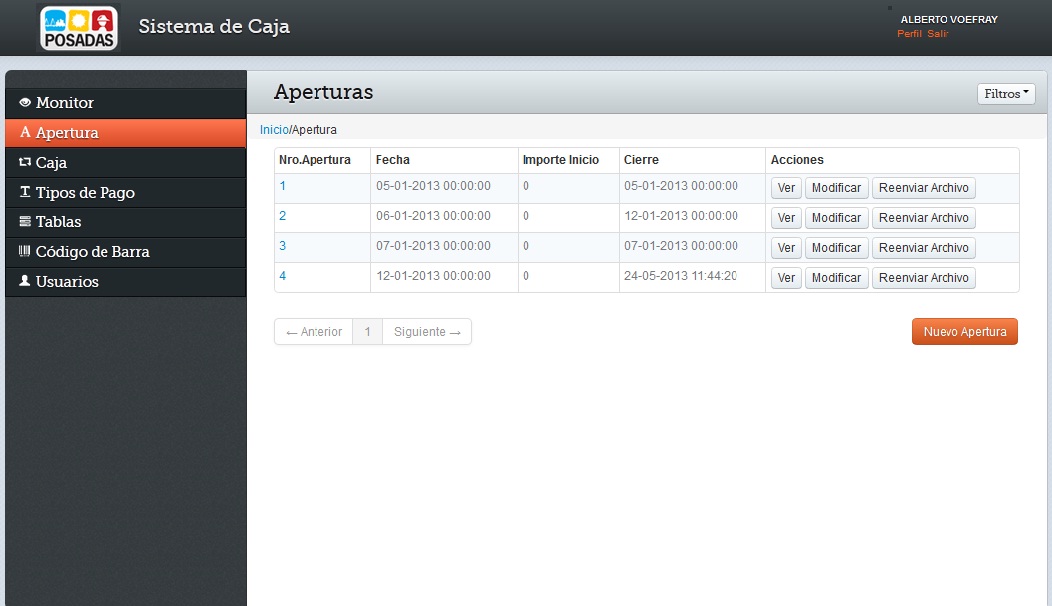 POSADAS
Sistema de Caja
ALBERTO VOEFRAY
Perfil Salir
Monitor
Apertura
Caja
Tipos de Pago
Tablas
Código de Barra
Usuarios
Aperturas
Filtros
Inicio/Apertura
Nro.Apertura Fecha Importe Inicio Cierre Acciones
1 05-01-2013 00:00:00 0 05-01-2013 00:00:00 Ver Modificar Reenviar Archivo
2 06-01-2013 00:00:00 0 12-01-2013 00:00:00 Ver Modificar Reenviar Archivo
3 07-01-2013 00:00:00 0 07-01-2013 00:00:00 Ver Modificar Reenviar Archivo
4 12-01-2013 00:00:00 0 24-05-2013 11:44:20 Ver Modificar Reenviar Archivo
← Anterior 1 Siguiente →
Nuevo Apertura